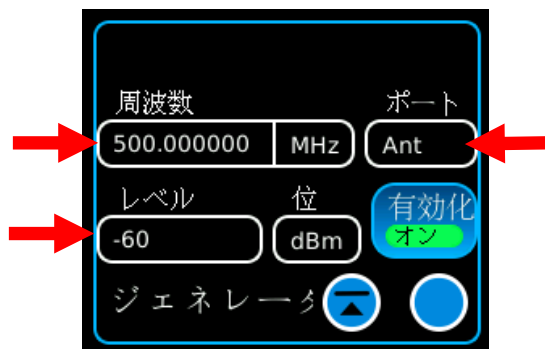 周波数 ポート
500.000000 MHz Ant
レベル 位 有効化
-60 dBm オン
ジェネレータ